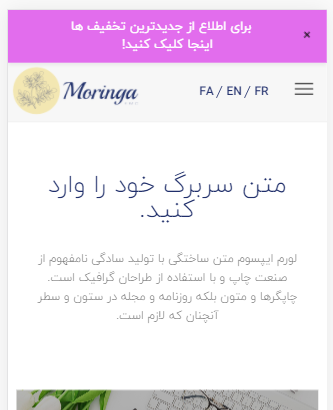 برای اطلاع از جدیدترین تخفیف ها
اینجا کلیک کنید!
×
Moringa
FA / EN / FR
متن سربرگ خود را وارد
کنید.
لورم ایپسوم متن ساختگی با تولید سادگی نامفهوم از
صنعت چاپ و با استفاده از طراحان گرافیک است.
چاپگرها و متون بلکه روزنامه و مجله در ستون و سطر
آنچنان که لازم است.